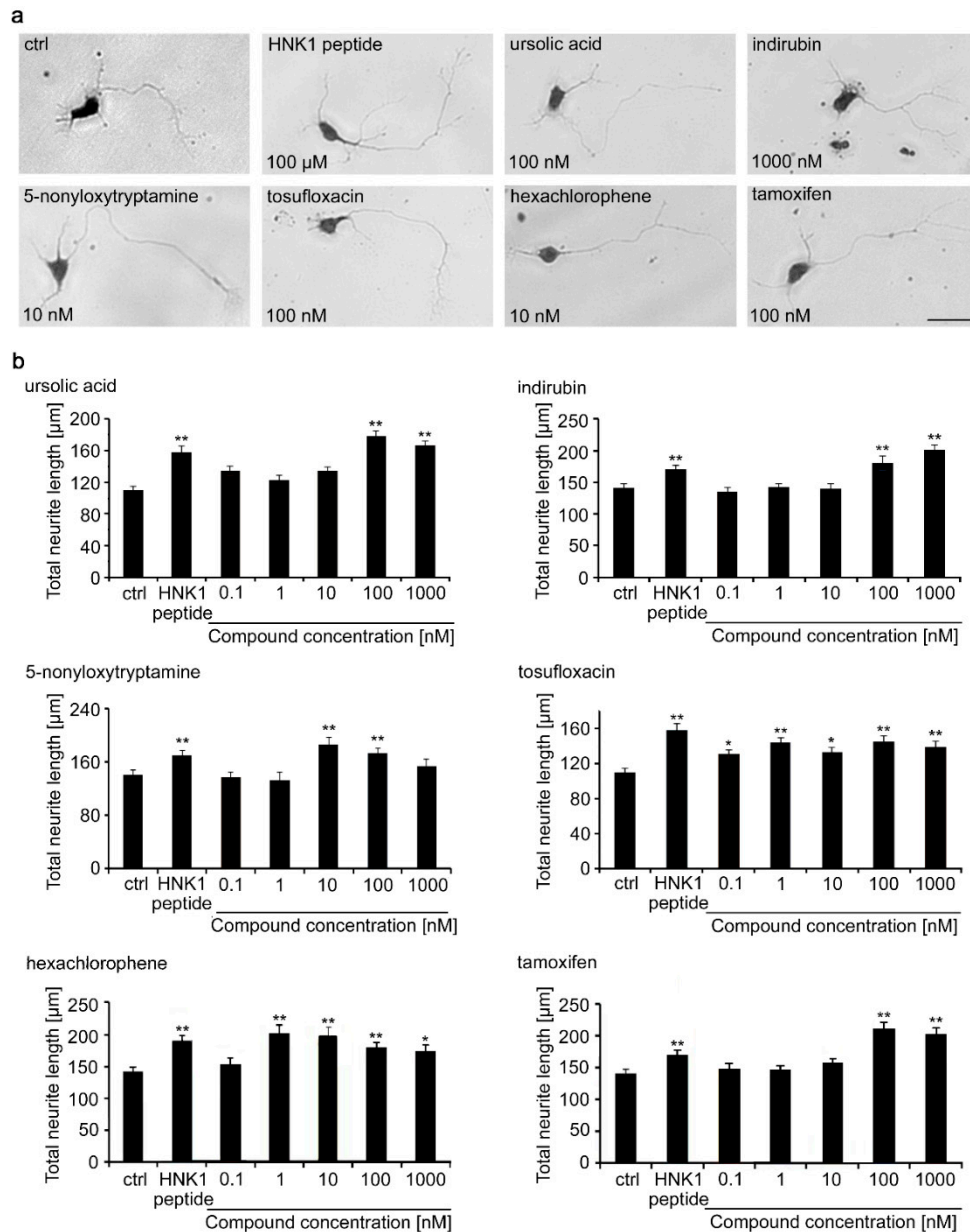 a
ctrl
HNK1 peptide
ursolic acid
indirubin
100 µM
100 nM
1000 nM
5-nonyloxytryptamine
tosufloxacin
hexachlorophene
tamoxifen
10 nM
100 nM
10 nM
100 nM
b
ursolic acid
Total neurite length [µm]
200
160
120
80
40
0
** ** **
ctrl HNK1 peptide 0.1 1 10 100 1000
Compound concentration [nM]
indirubin
Total neurite length [µm]
250
200
150
100
50
0
** ** **
ctrl HNK1 peptide 0.1 1 10 100 1000
Compound concentration [nM]
5-nonyloxytryptamine
Total neurite length [µm]
240
160
80
0
** ** **
ctrl HNK1 peptide 0.1 1 10 100 1000
Compound concentration [nM]
tosufloxacin
Total neurite length [µm]
160
120
80
40
0
** * ** * ** **
ctrl HNK1 peptide 0.1 1 10 100 1000
Compound concentration [nM]
hexachlorophene
Total neurite length [µm]
250
200
150
100
50
0
** ** ** ** *
ctrl HNK1 peptide 0.1 1 10 100 1000
Compound concentration [nM]
tamoxifen
Total neurite length [µm]
250
200
150
100
50
0
** ** **
ctrl HNK1 peptide 0.1 1 10 100 1000
Compound concentration [nM]